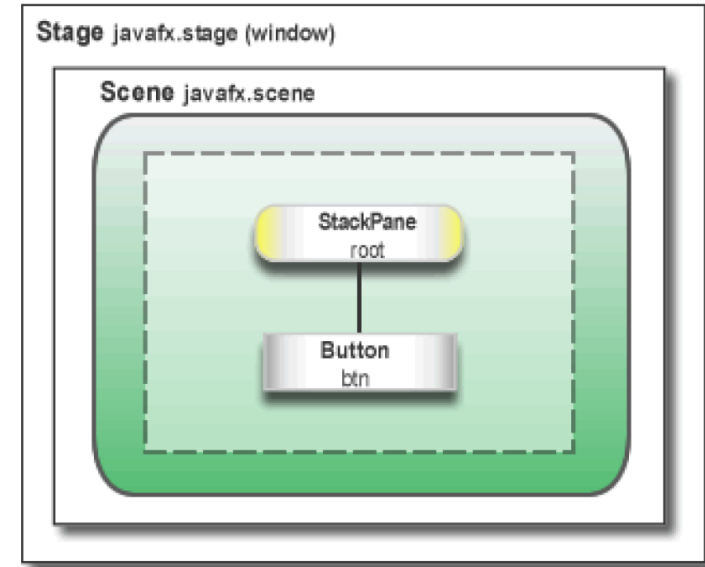 Stage javafx.stage (window)
Scene javafx.scene
StackPane
root
Button
btn